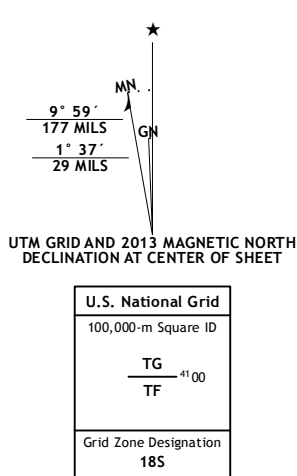 ★
MN
9° 59´
177 MILS
GN
1° 37´
29 MILS
UTM GRID AND 2013 MAGNETIC NORTH
DECLINATION AT CENTER OF SHEET
U.S. National Grid
100,000-m Square ID
TG
4100
TF
Grid Zone Designation
18S